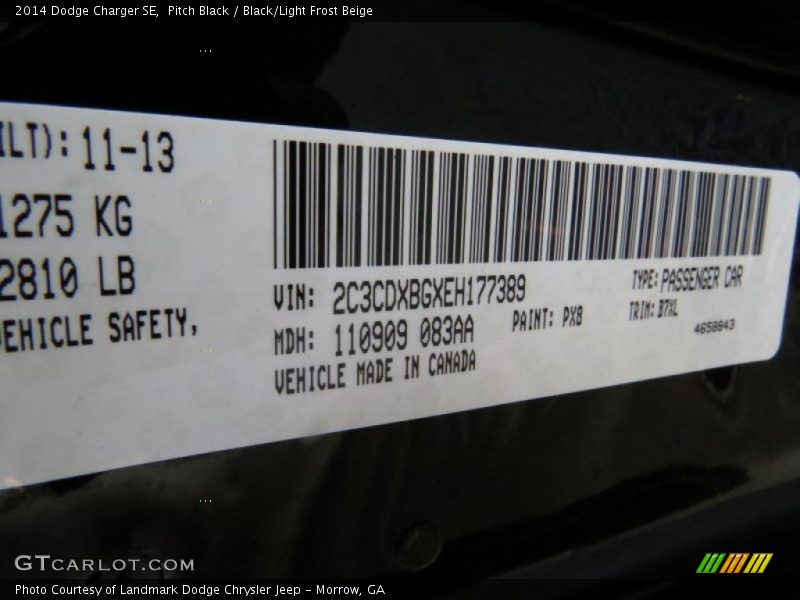 2014 Dodge Charger SE,  Pitch Black / Black/Light Frost Beige
ILT): 11-13
1275 KG
2810 LB
VEHICLE SAFETY,
VIN: 2C3CDXBGXEH177389
TYPE: PASSENGER CAR
MDH: 110909 083AA
PAINT: PX8
TRIM: B7XL
4658843
VEHICLE MADE IN CANADA
GTCARLOT.COM
Photo Courtesy of Landmark Dodge Chrysler Jeep - Morrow, GA